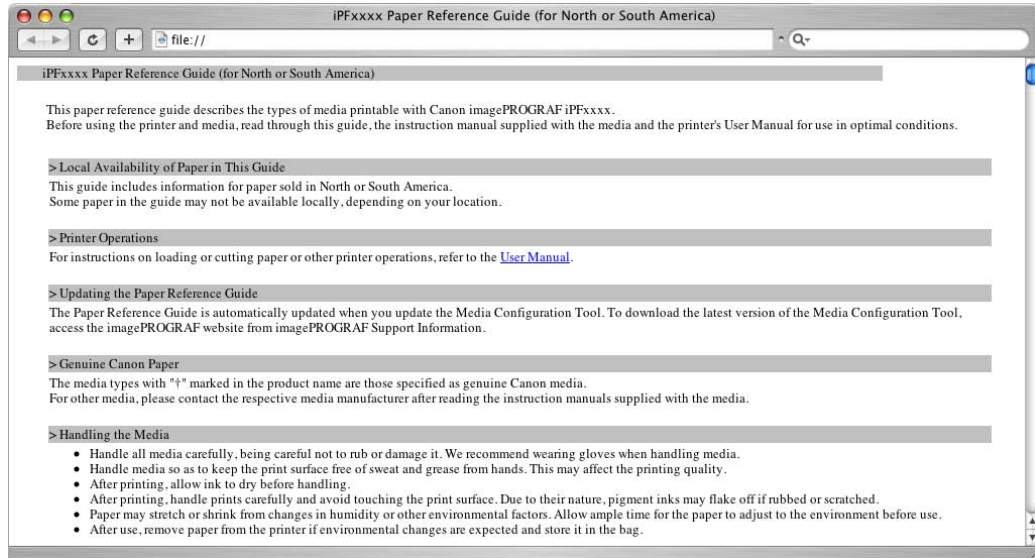 iPFxxxx Paper Reference Guide (for North or South America)
file://
iPFxxxx Paper Reference Guide (for North or South America)
This paper reference guide describes the types of media printable with Canon imagePROGRAF iPFxxxx.
Before using the printer and media, read through this guide, the instruction manual supplied with the media and the printer's User Manual for use in optimal conditions.
> Local Availability of Paper in This Guide
This guide includes information for paper sold in North or South America.
Some paper in the guide may not be available locally, depending on your location.
> Printer Operations
For instructions on loading or cutting paper or other printer operations, refer to the User Manual.
> Updating the Paper Reference Guide
The Paper Reference Guide is automatically updated when you update the Media Configuration Tool. To download the latest version of the Media Configuration Tool,
access the imagePROGRAF website from imagePROGRAF Support Information.
> Genuine Canon Paper
The media types with "†" marked in the product name are those specified as genuine Canon media.
For other media, please contact the respective media manufacturer after reading the instruction manuals supplied with the media.
> Handling the Media
• Handle all media carefully, being careful not to rub or damage it. We recommend wearing gloves when handling media.
• Handle media so as to keep the print surface free of sweat and grease from hands. This may affect the printing quality.
• After printing, allow ink to dry before handling.
• After printing, handle prints carefully and avoid touching the print surface. Due to their nature, pigment inks may flake off if rubbed or scratched.
• Paper may stretch or shrink from changes in humidity or other environmental factors. Allow ample time for the paper to adjust to the environment before use.
• After use, remove paper from the printer if environmental changes are expected and store it in the bag.